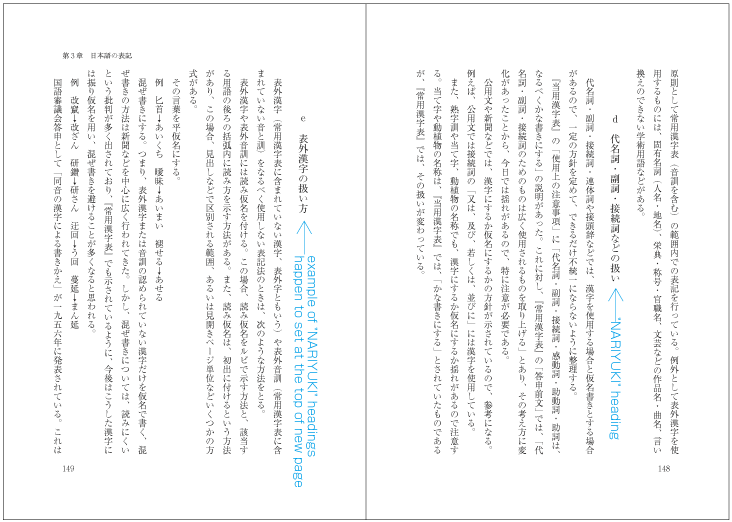 原則として常用漢字表（音訓を含む）の範囲内での表記を行っている。例外として表外漢字を使
用するものには、固有名詞（人名・地名）、栄典・称号・官職名、文芸などの作品名・曲名、言い
換えのできない学術用語などがある。
d　代名詞・副詞・接続詞などの扱い
"NARIYUKI" heading
代名詞・副詞・接続詞・連体詞や接頭辞などでは、漢字を使用する場合と仮名書きとする場合
があるので、一定の方針を定めて、できるだけ不統一にならないように整理する。
『当用漢字表』の「使用上の注意事項」に「代名詞・副詞・接続詞・感動詞・助動詞・助詞は、
なるべくかな書きにする」の説明があった。これに対し、『常用漢字表』の「答申前文」では、「代
名詞・副詞・接続詞のためのものは広く使用されるものを取り上げる」とあり、その考え方に変
化があったことから、今日では揺れがあるので、特に注意が必要である。
公用文や新聞などでは、漢字にするか仮名にするかの方針が示されているので、参考になる。
例えば、公用文では接続詞の「又は、及び、若しくは、並びに」には漢字を使用している。
また、熟字訓や当て字、動植物の名称でも、漢字にするか仮名にするか揺れがあるので注意す
る。当て字や動植物の名称は、『当用漢字表』では、「かな書きにする」とされていたものである
が、『常用漢字表』では、その扱いが変わっている。
148
第3章　日本語の表記
e　表外漢字の扱い方
example of "NARIYUKI" headings
happen to set at the top of new page
表外漢字（常用漢字表に含まれていない漢字、表外字ともいう）や表外音訓（常用漢字表に含
まれていない音と訓）をなるべく使用しない表記法のときは、次のような方法をとる。
表外漢字や表外音訓には読み仮名を付ける。この場合、読み仮名をルビで示す方法と、該当す
る用語の後ろの括弧内に読み方を示す方法がある。また、読み仮名は、初出に付けるという方法
があり、この場合、見出しなどで区別される範囲、あるいは見開きページ単位などいくつかの方
式がある。
その言葉を平仮名にする。
例　匕首→あいくち　曖昧→あいまい　褪せる→あせる
混ぜ書きにする。つまり、表外漢字または音訓の認められていない漢字だけを仮名で書く、混
ぜ書きの方法は新聞などを中心に広く行われてきた。しかし、混ぜ書きについては、読みにくい
という批判が多く出されており、『常用漢字表』でも示されているように、今後はこうした漢字に
は振り仮名を用い、混ぜ書きを避けることが多くなると思われる。
例　改竄→改ざん　研鑽→研さん　迂回→う回　蔓延→まん延
国語審議会答申として「同音の漢字による書きかえ」が一九五六年に発表されている。これは
149